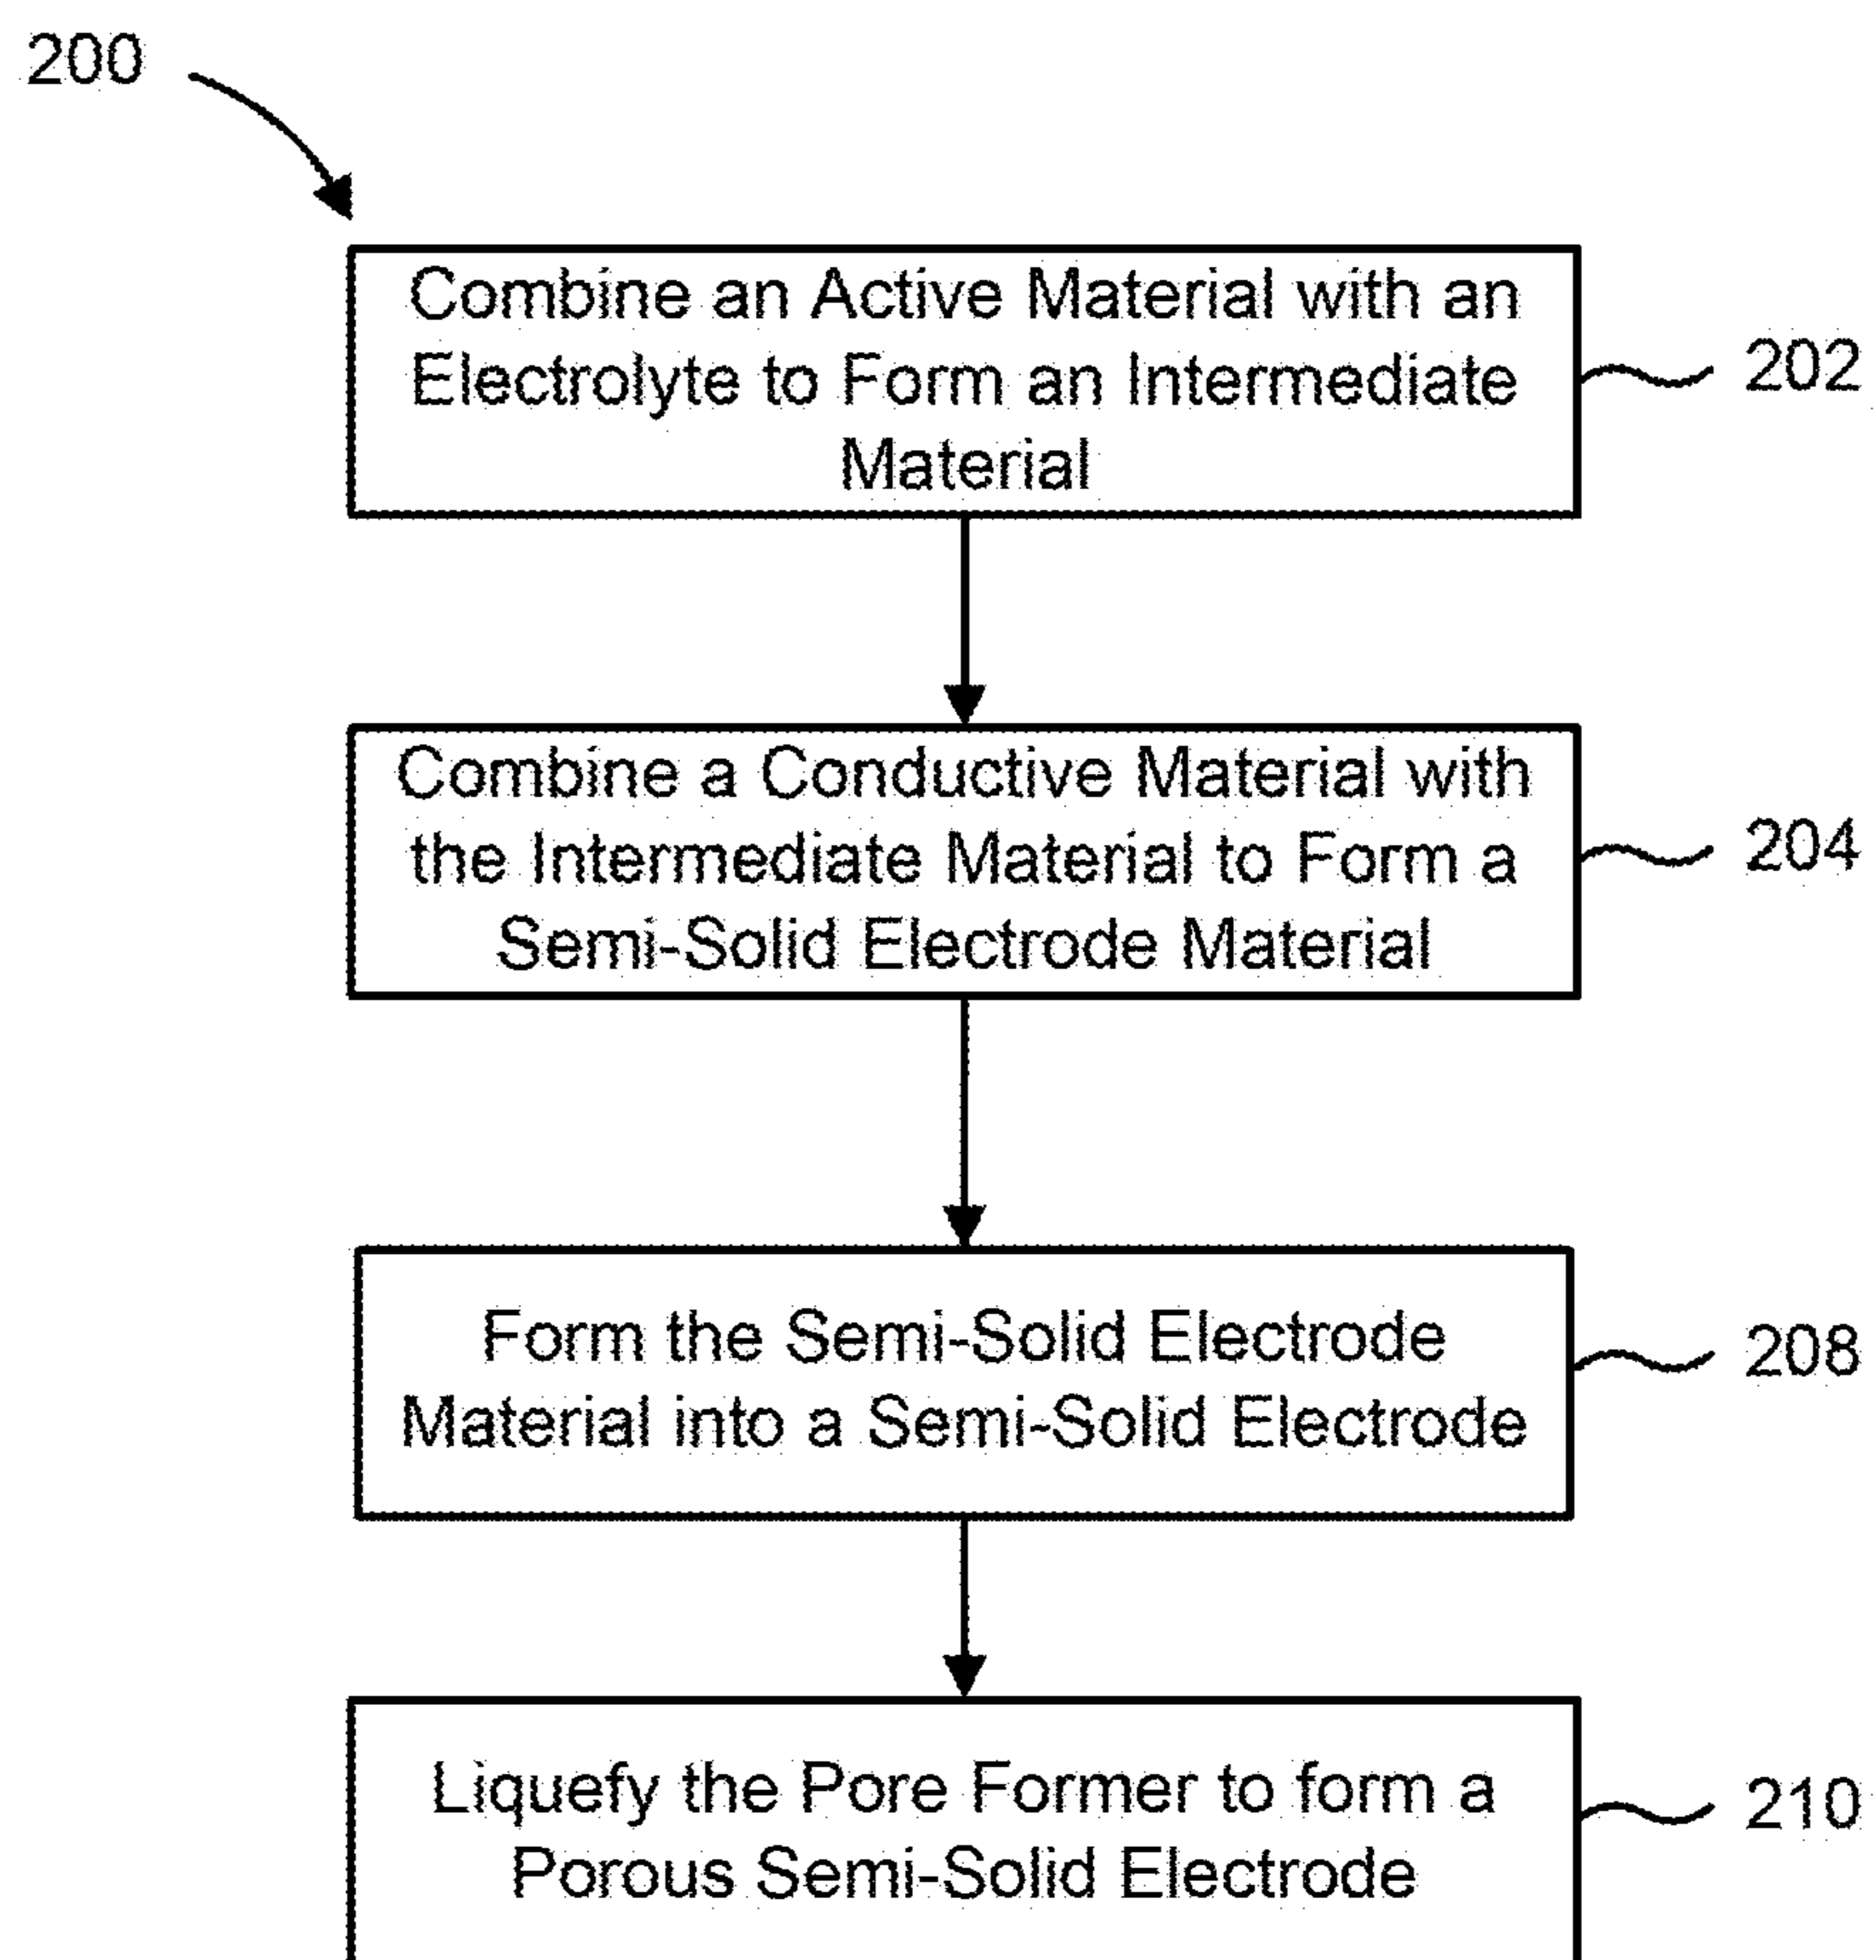 200
Combine an Active Material with an
Electrolyte to Form an Intermediate
Material
202
Combine a Conductive Material with
the Intermediate Material to Form a
Semi-Solid Electrode Material
204
Form the Semi-Solid Electrode
Material into a Semi-Solid Electrode
208
Liquefy the Pore Former to form a
Porous Semi-Solid Electrode
210